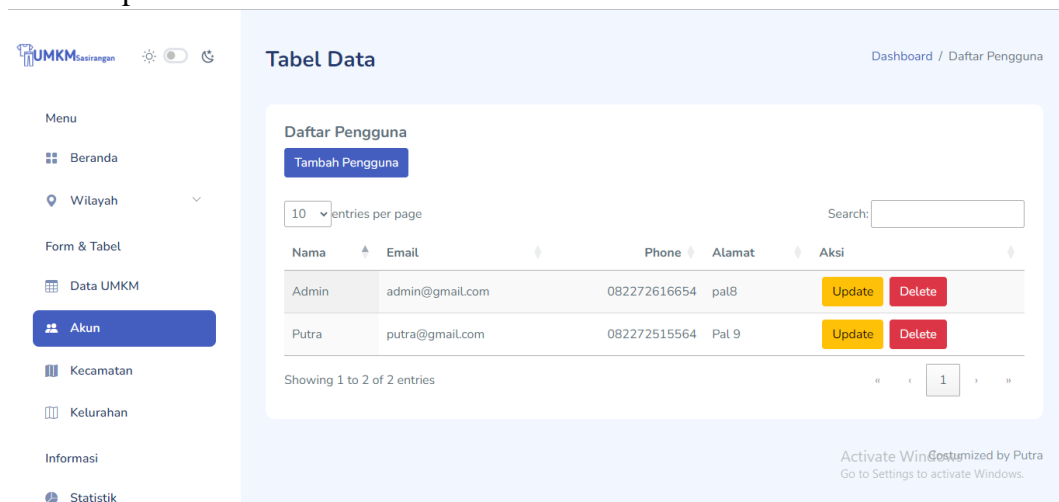 UMKMSasirangan
Tabel Data
Dashboard / Daftar Pengguna
Menu
Beranda
Wilayah
Form & Tabel
Data UMKM
Akun
Kecamatan
Kelurahan
Informasi
Statistik
Daftar Pengguna
Tambah Pengguna
10 entries per page
Search:
Nama Email Phone Alamat Aksi
Admin admin@gmail.com 082272616654 pal8 Update Delete
Putra putra@gmail.com 082272515564 Pal 9 Update Delete
Showing 1 to 2 of 2 entries
« ‹ 1 › »
Costumized by Putra
Activate Windows
Go to Settings to activate Windows.